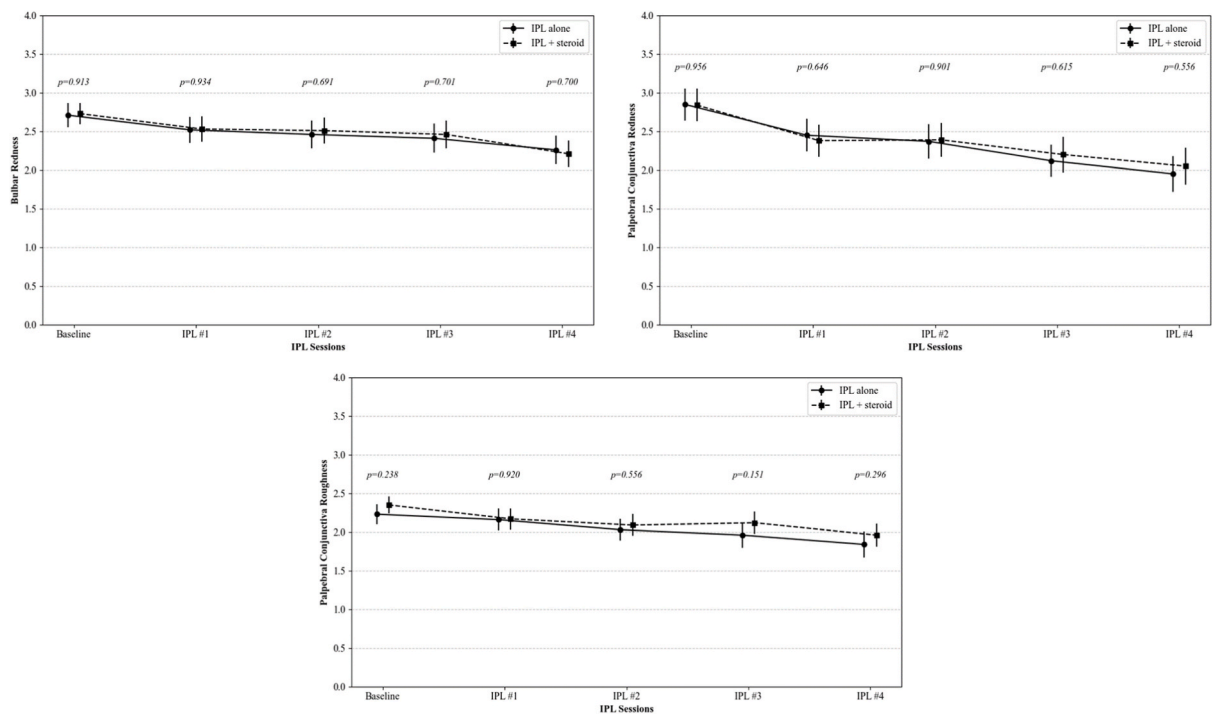 4.0
3.5
3.0
2.5
2.0
1.5
1.0
0.5
0.0
Bulbar Redness
IPL alone
IPL + steroid
p=0.913 p=0.934 p=0.691 p=0.701 p=0.700
Baseline IPL #1 IPL #2 IPL #3 IPL #4
IPL Sessions
4.0
3.5
3.0
2.5
2.0
1.5
1.0
0.5
0.0
Palpebral Conjunctiva Redness
IPL alone
IPL + steroid
p=0.956 p=0.646 p=0.901 p=0.615 p=0.556
Baseline IPL #1 IPL #2 IPL #3 IPL #4
IPL Sessions
4.0
3.5
3.0
2.5
2.0
1.5
1.0
0.5
0.0
Palpebral Conjunctiva Roughness
IPL alone
IPL + steroid
p=0.238 p=0.920 p=0.556 p=0.151 p=0.296
Baseline IPL #1 IPL #2 IPL #3 IPL #4
IPL Sessions